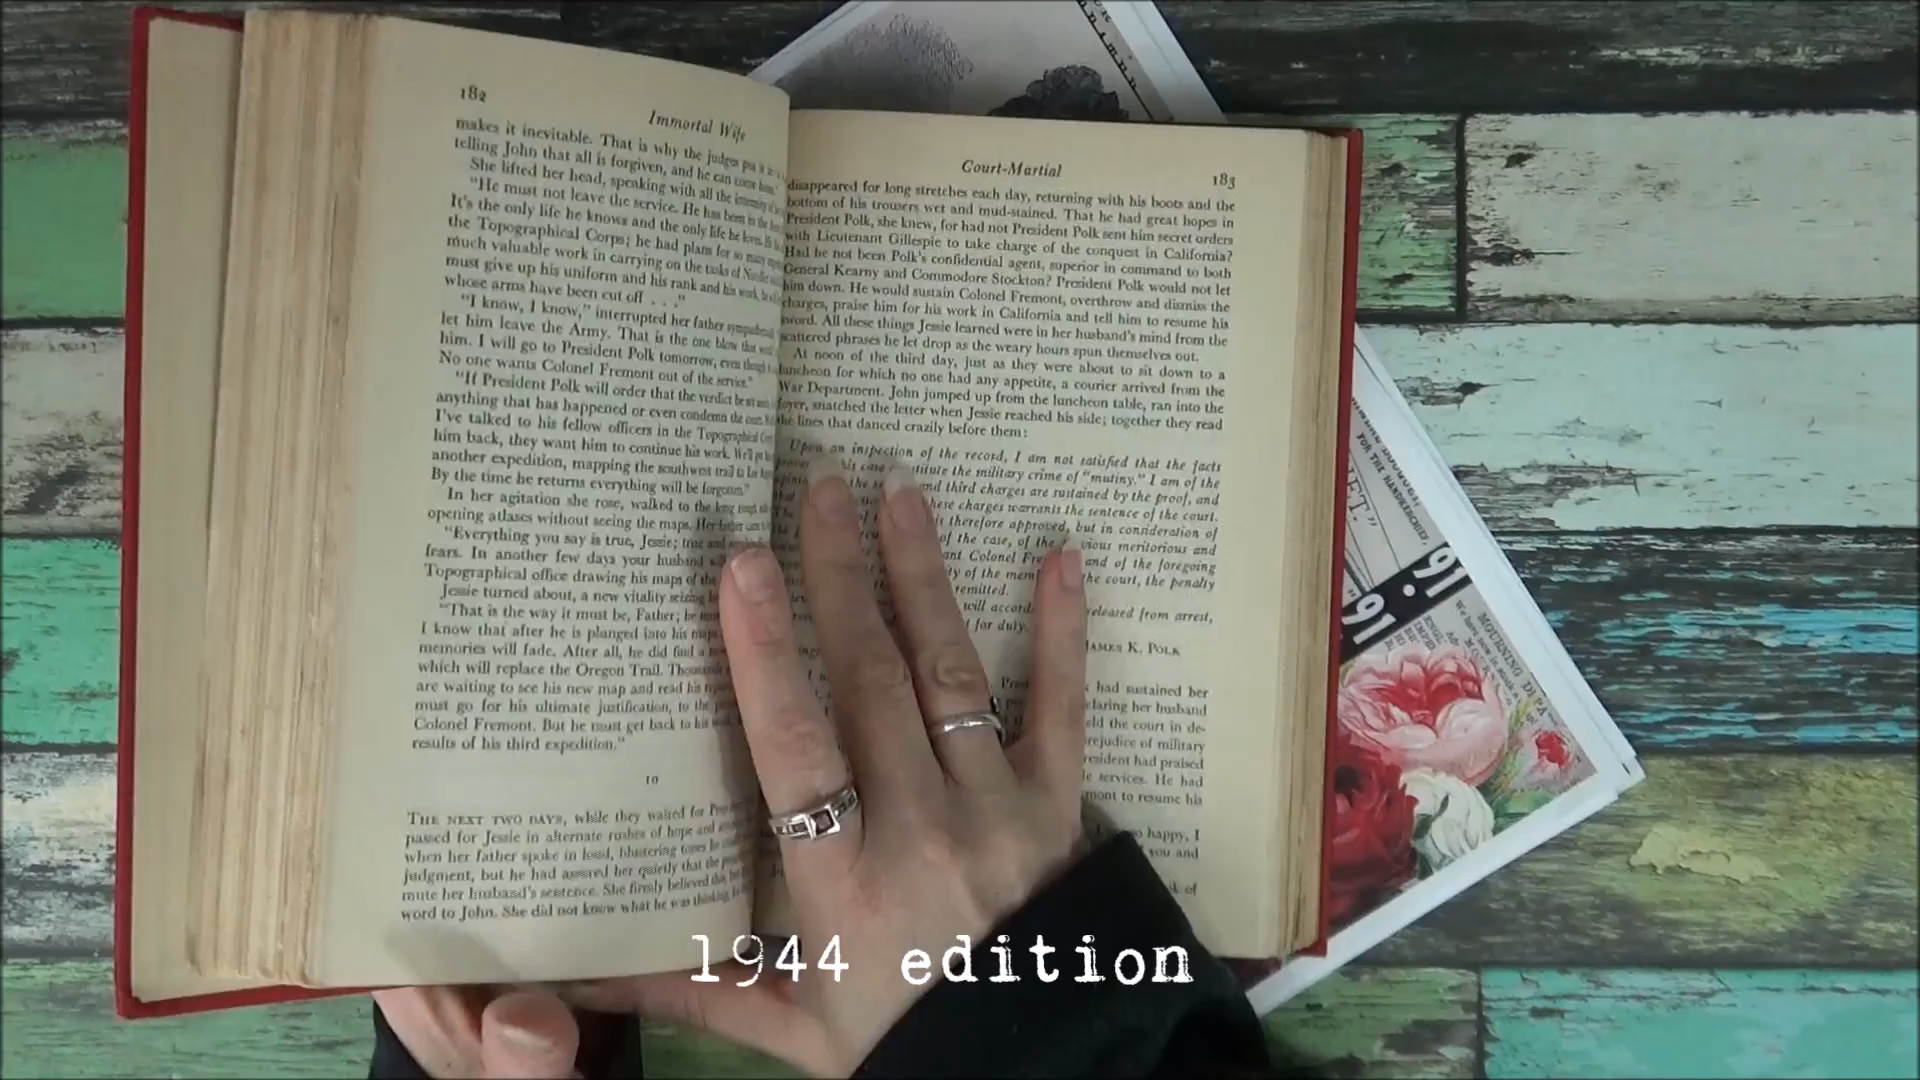 182
Immortal Wife
makes it inevitable. That is why the judges put it
telling John that all is forgiven, and he can come
She lifted her head, speaking with all the intensity of
"He must not leave the service. He has been in the
It's the only life he knows and the only life he loves. He
the Topographical Corps; he had plans for so many
much valuable work in carrying on the tasks of Nicollet
must give up his uniform and his rank and his work,
whose arms have been cut off . . ."
"I know, I know," interrupted her father
let him leave the Army. That is the one blow that
him. I will go to President Polk tomorrow, even though
No one wants Colonel Fremont out of the service."
"If President Polk will order that the verdict be
anything that has happened or even condemn the court.
I've talked to his fellow officers in the Topographical
him back, they want him to continue his work. We'll
another expedition, mapping the southwest trail to
By the time he returns everything will be forgotten."
In her agitation she rose, walked to the long
opening atlases without seeing the maps. Her father
"Everything you say is true, Jessie; true and
fears. In another few days your husband
Topographical office drawing his maps of the
Jessie turned about, a new vitality seizing
"That is the way it must be, Father; he
I know that after he is plunged into his maps
memories will fade. After all, he did find a
which will replace the Oregon Trail.
are waiting to see his new map and read his
must go for his ultimate justification, to the
Colonel Fremont. But he must get back to his
results of his third expedition."
10
THE NEXT TWO DAYS, while they waited for
passed for Jessie in alternate rushes of hope and
when her father spoke in loud, blustering tones
judgment, but he had assured her quietly that the
mute her husband's sentence. She firmly believed this,
word to John. She did not know what he was thinking,
Court-Martial
183
disappeared for long stretches each day, returning with his boots and the
bottom of his trousers wet and mud-stained. That he had great hopes in
President Polk, she knew, for had not President Polk sent him secret orders
with Lieutenant Gillespie to take charge of the conquest in California?
Had he not been Polk's confidential agent, superior in command to both
General Kearny and Commodore Stockton? President Polk would not let
him down. He would sustain Colonel Fremont, overthrow and dismiss the
charges, praise him for his work in California and tell him to resume his
sword. All these things Jessie learned were in her husband's mind from the
scattered phrases he let drop as the weary hours spun themselves out.
At noon of the third day, just as they were about to sit down to a
luncheon for which no one had any appetite, a courier arrived from the
War Department. John jumped up from the luncheon table, ran into the
foyer, snatched the letter when Jessie reached his side; together they read
the lines that danced crazily before them:
Upon an inspection of the record, I am not satisfied that the facts
this case constitute the military crime of "mutiny." I am of the
the and third charges are sustained by the proof, and
these charges warrants the sentence of the court.
is therefore approved, but in consideration of
of the case, of the previous meritorious and
Colonel and of the foregoing
of the the court, the penalty
remitted.
will released from arrest,
for duty.
JAMES K. POLK
had sustained her
her husband
the court in de-
of military
had praised
services. He had
to resume his
so happy, I
you and
of
1944 edition
FOR THE HANDKERCHIEF.
91.
"91."
MOURNING
We have now in stock